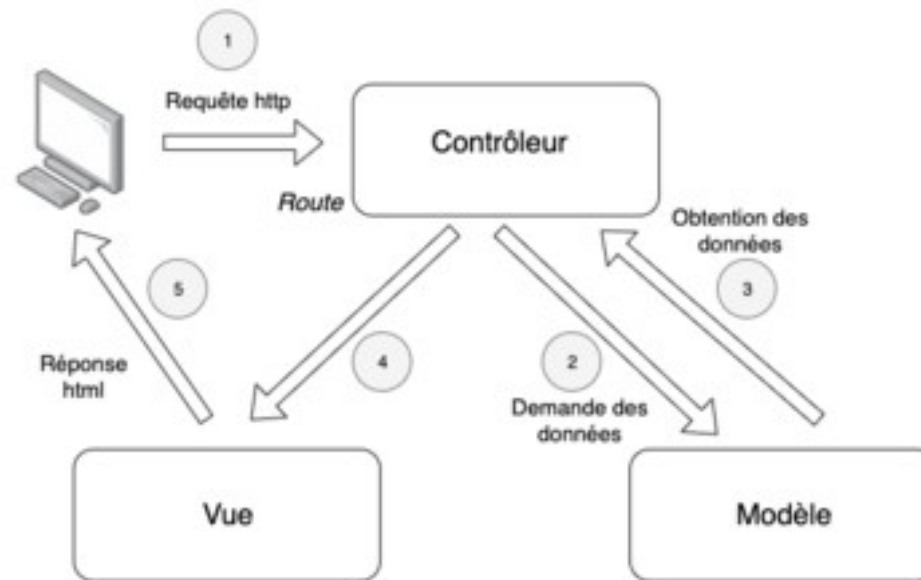 1
Requête http
Contrôleur
Route
Obtention des
données
3
5
4
2
Réponse
html
Demande des
données
Vue
Modèle